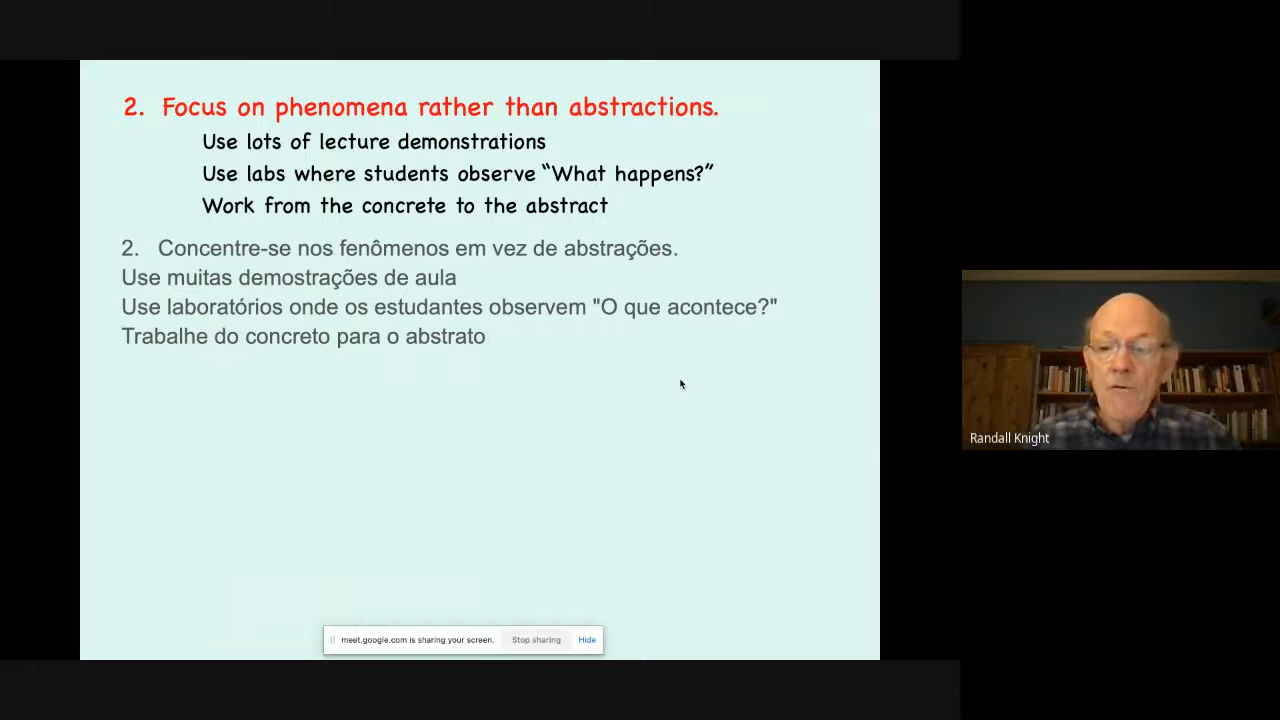 2. Focus on phenomena rather than abstractions.
Use lots of lecture demonstrations
Use labs where students observe “What happens?”
Work from the concrete to the abstract
2. Concentre-se nos fenômenos em vez de abstrações.
Use muitas demostrações de aula
Use laboratórios onde os estudantes observem "O que acontece?"
Trabalhe do concreto para o abstrato
Randall Knight
meet.google.com is sharing your screen. Stop sharing Hide